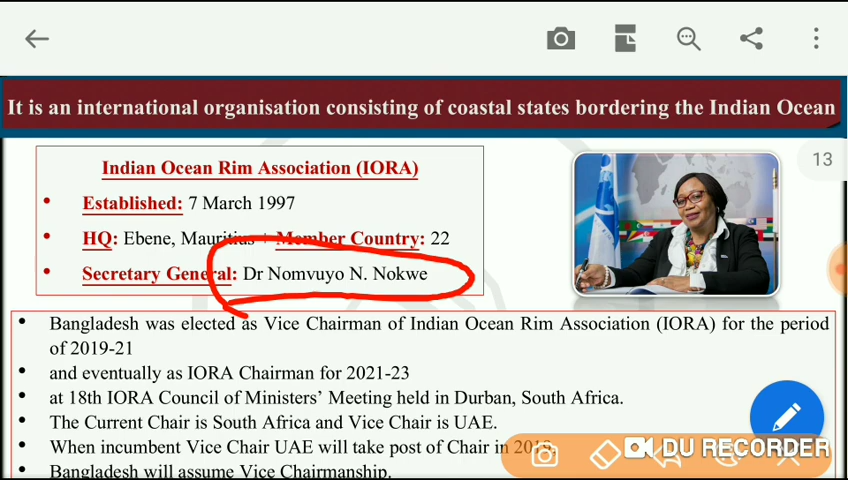 It is an international organisation consisting of coastal states bordering the Indian Ocean
13
Indian Ocean Rim Association (IORA)
• Established: 7 March 1997
• HQ: Ebene, Mauritius + Member Country: 22
• Secretary General: Dr Nomvuyo N. Nokwe
• Bangladesh was elected as Vice Chairman of Indian Ocean Rim Association (IORA) for the period
of 2019-21
• and eventually as IORA Chairman for 2021-23
• at 18th IORA Council of Ministers' Meeting held in Durban, South Africa.
• The Current Chair is South Africa and Vice Chair is UAE.
• When incumbent Vice Chair UAE will take post of Chair in 2019,
• Bangladesh will assume Vice Chairmanship.
DU RECORDER